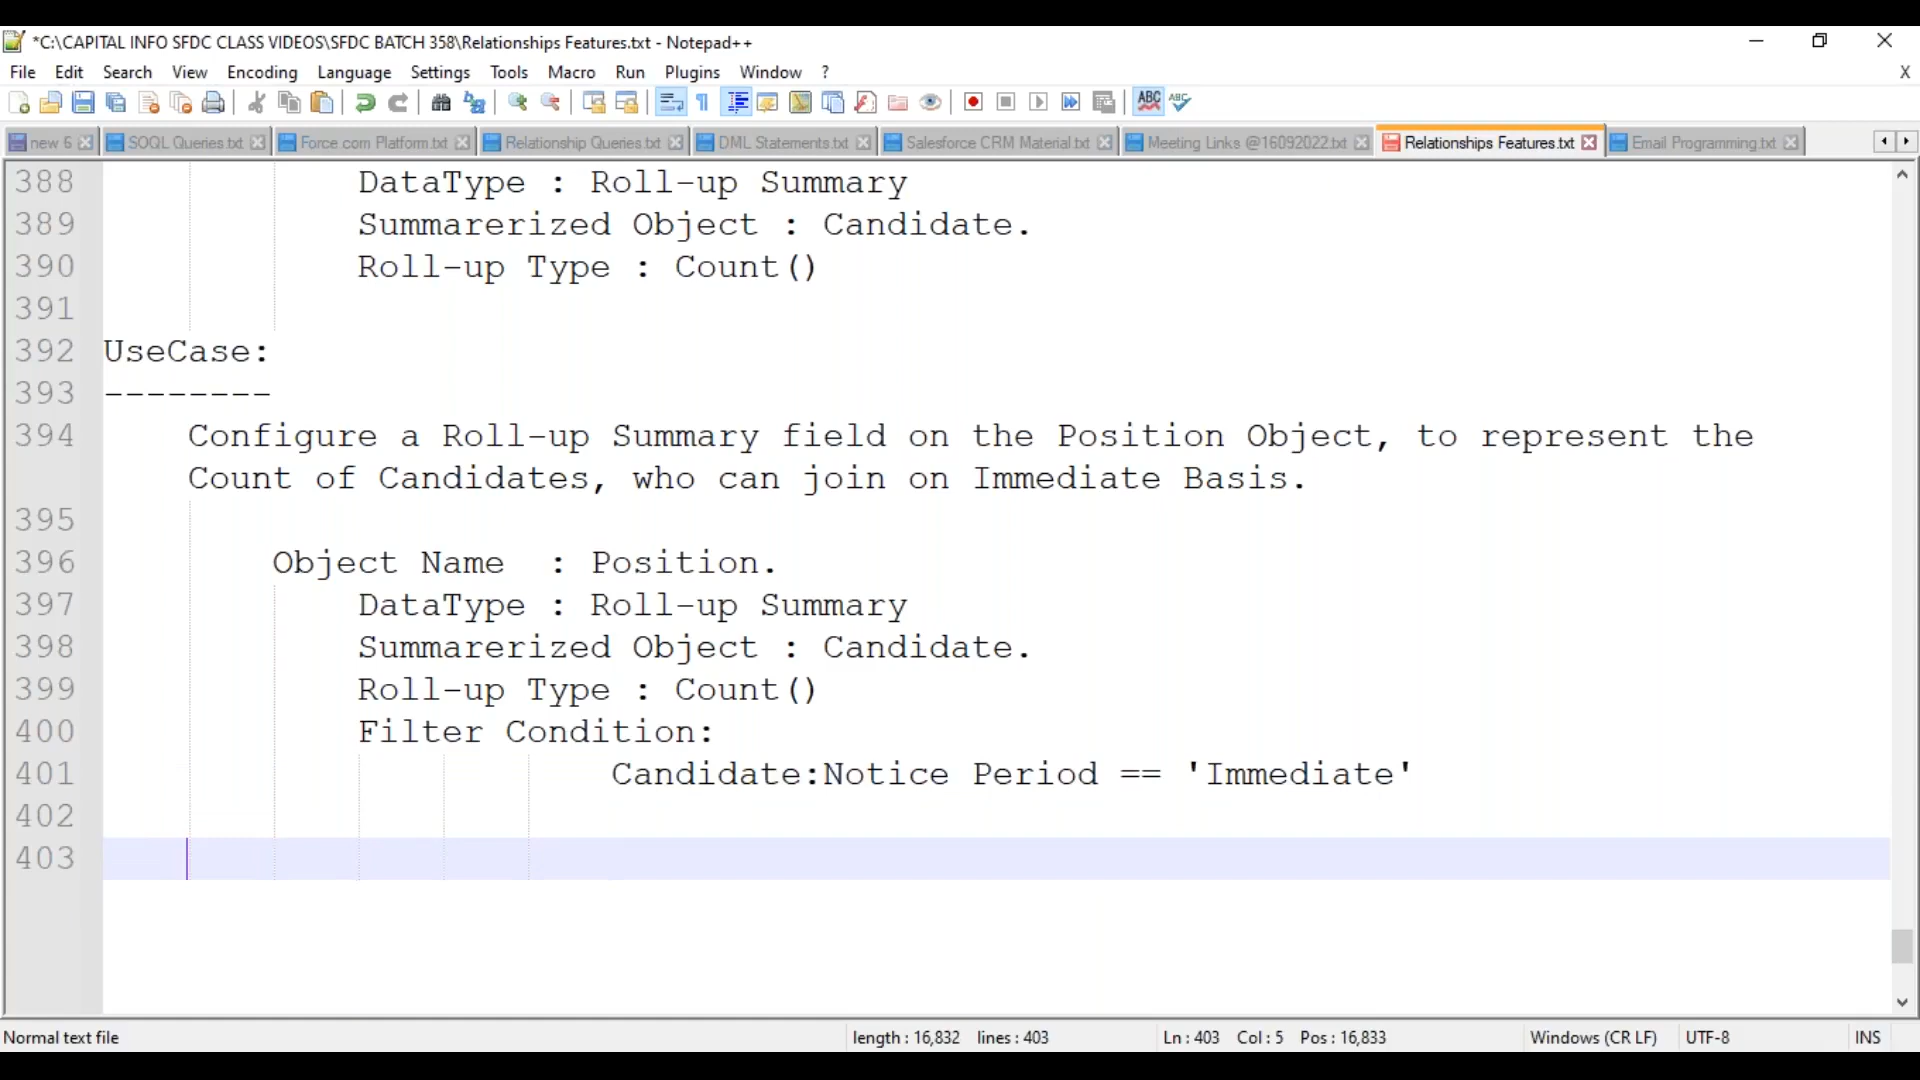 *C:\CAPITAL INFO SFDC CLASS VIDEOS\SFDC BATCH 358\Relationships Features.txt - Notepad++
File Edit Search View Encoding Language Settings Tools Macro Run Plugins Window ? X
new 6 SOQL Queries.txt Force com Platform.txt Relationship Queries.txt DML Statements.txt Salesforce CRM Material.txt Meeting Links @16092022.txt Relationships Features.txt Email Programming.txt
388 DataType : Roll-up Summary
389 Summarerized Object : Candidate.
390 Roll-up Type : Count()
391
392 UseCase:
393 --------
394 Configure a Roll-up Summary field on the Position Object, to represent the
Count of Candidates, who can join on Immediate Basis.
395
396 Object Name : Position.
397 DataType : Roll-up Summary
398 Summarerized Object : Candidate.
399 Roll-up Type : Count()
400 Filter Condition:
401 Candidate:Notice Period == 'Immediate'
402
403
Normal text file length : 16,832 lines : 403 Ln : 403 Col : 5 Pos : 16,833 Windows (CR LF) UTF-8 INS